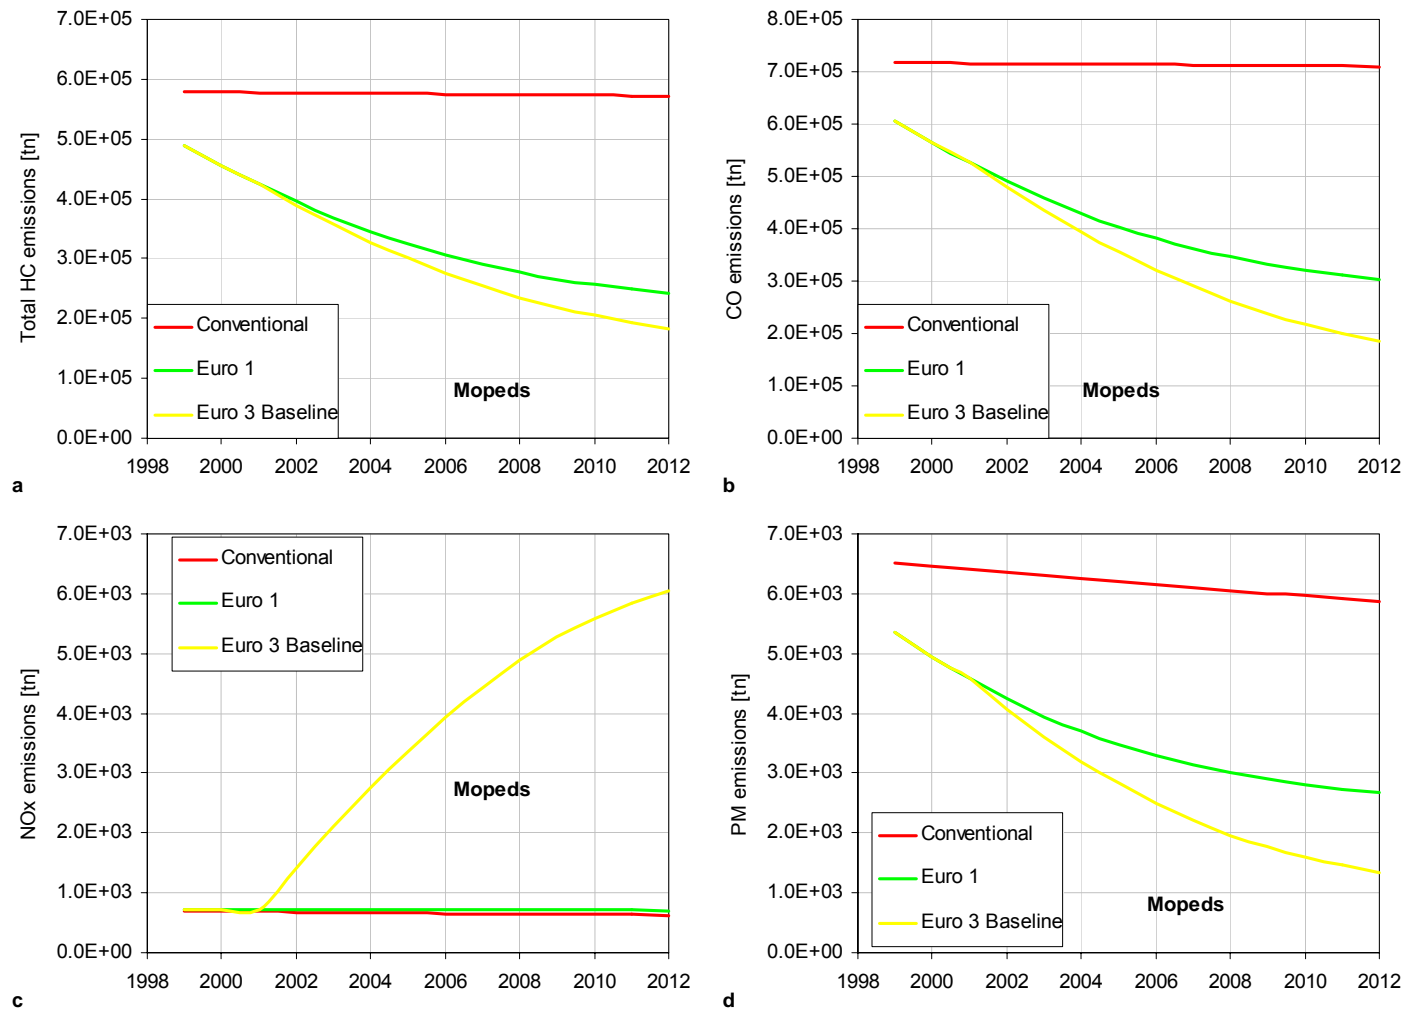 7.0E+05
6.0E+05
5.0E+05
4.0E+05
3.0E+05
2.0E+05
1.0E+05
0.0E+00
Total HC emissions [tn]
Conventional
Euro 1
Euro 3 Baseline
Mopeds
1998 2000 2002 2004 2006 2008 2010 2012
a
8.0E+05
7.0E+05
6.0E+05
5.0E+05
4.0E+05
3.0E+05
2.0E+05
1.0E+05
0.0E+00
CO emissions [tn]
Conventional
Euro 1
Euro 3 Baseline
Mopeds
1998 2000 2002 2004 2006 2008 2010 2012
b
7.0E+03
6.0E+03
5.0E+03
4.0E+03
3.0E+03
2.0E+03
1.0E+03
0.0E+00
NOx emissions [tn]
Conventional
Euro 1
Euro 3 Baseline
Mopeds
1998 2000 2002 2004 2006 2008 2010 2012
c
7.0E+03
6.0E+03
5.0E+03
4.0E+03
3.0E+03
2.0E+03
1.0E+03
0.0E+00
PM emissions [tn]
Conventional
Euro 1
Euro 3 Baseline
Mopeds
1998 2000 2002 2004 2006 2008 2010 2012
d